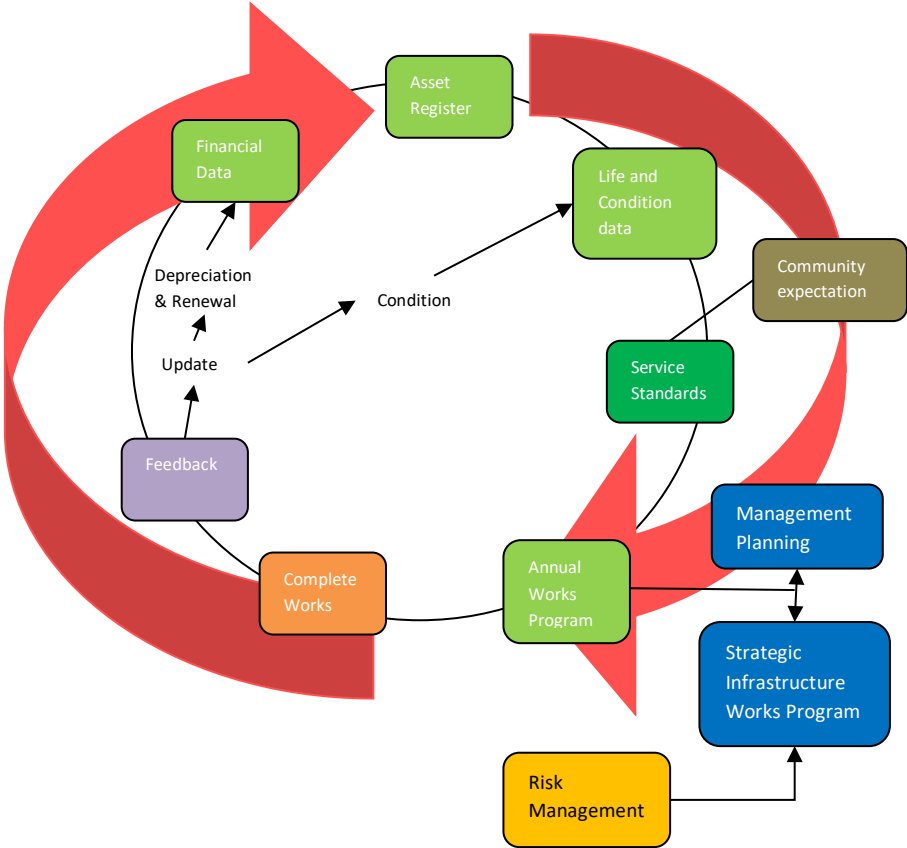 Asset
Register
Financial
Data
Life and
Condition
data
Community
expectation
Depreciation
& Renewal
Condition
Update
Service
Standards
Feedback
Management
Planning
Complete
Works
Annual
Works
Program
Strategic
Infrastructure
Works Program
Risk
Management